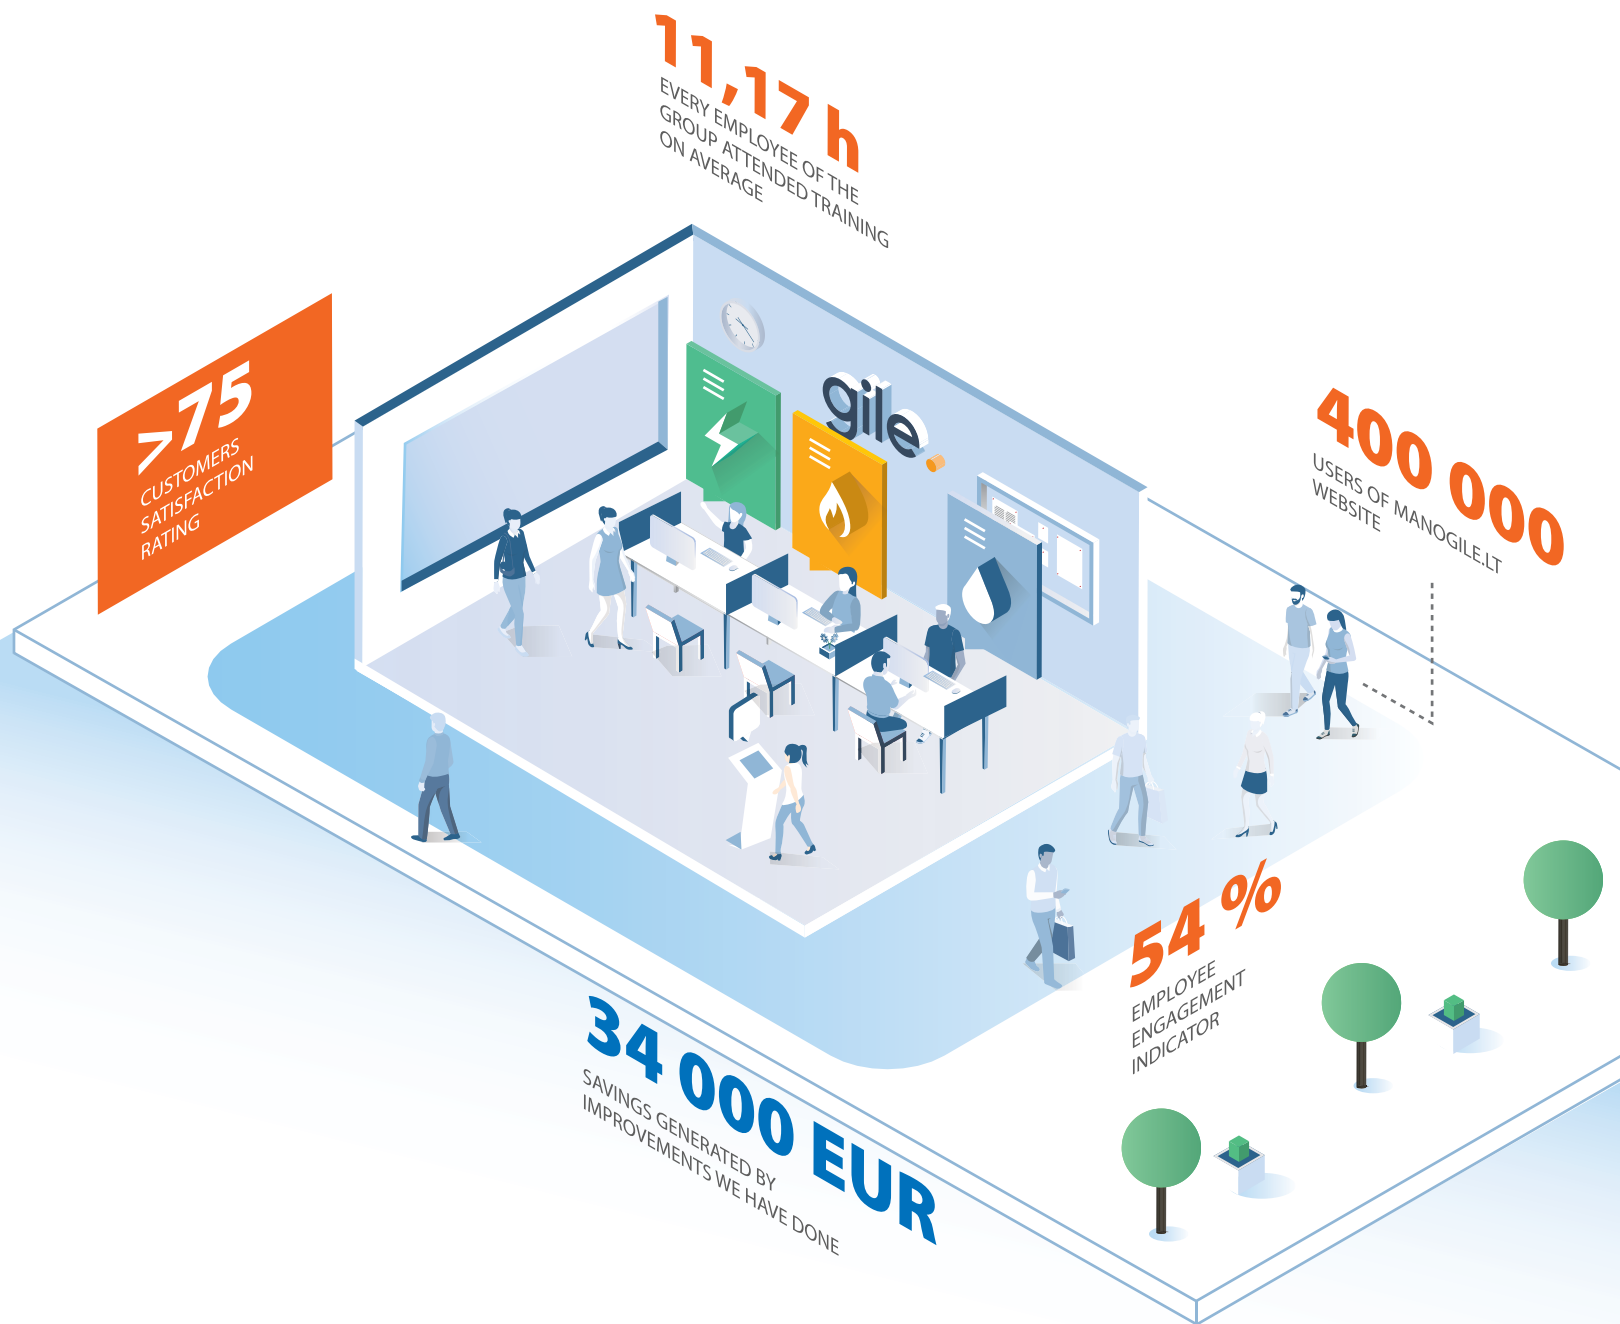 11,17 h
EVERY EMPLOYEE OF THE
GROUP ATTENDED TRAINING
ON AVERAGE
>75
CUSTOMERS
SATISFACTION
RATING
gile.
400 000
USERS OF MANOGILE.LT
WEBSITE
54 %
EMPLOYEE
ENGAGEMENT
INDICATOR
34 000 EUR
SAVINGS GENERATED BY
IMPROVEMENTS WE HAVE DONE